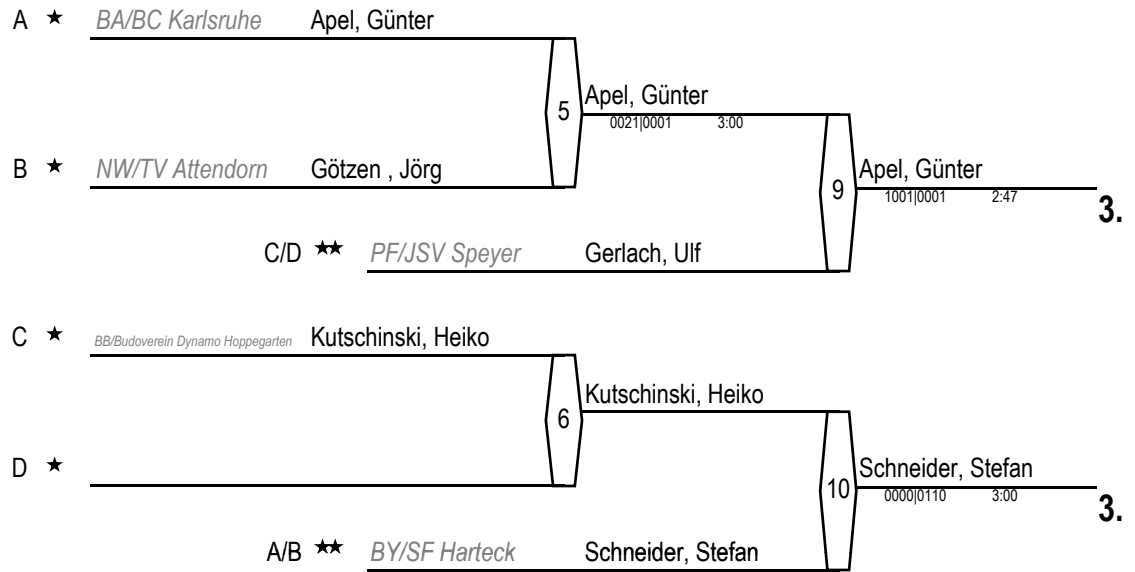 A ★ BA/BC Karlsruhe Apel, Günter
5 Apel, Günter
0021|0001 3:00
B ★ NW/TV Attendorn Götzen , Jörg
9 Apel, Günter
1001|0001 2:47
3.
C/D ★★ PF/JSV Speyer Gerlach, Ulf
C ★ BB/Budoverein Dynamo Hoppegarten Kutschinski, Heiko
6 Kutschinski, Heiko
D ★
10 Schneider, Stefan
0000|0110 3:00
3.
A/B ★★ BY/SF Harteck Schneider, Stefan